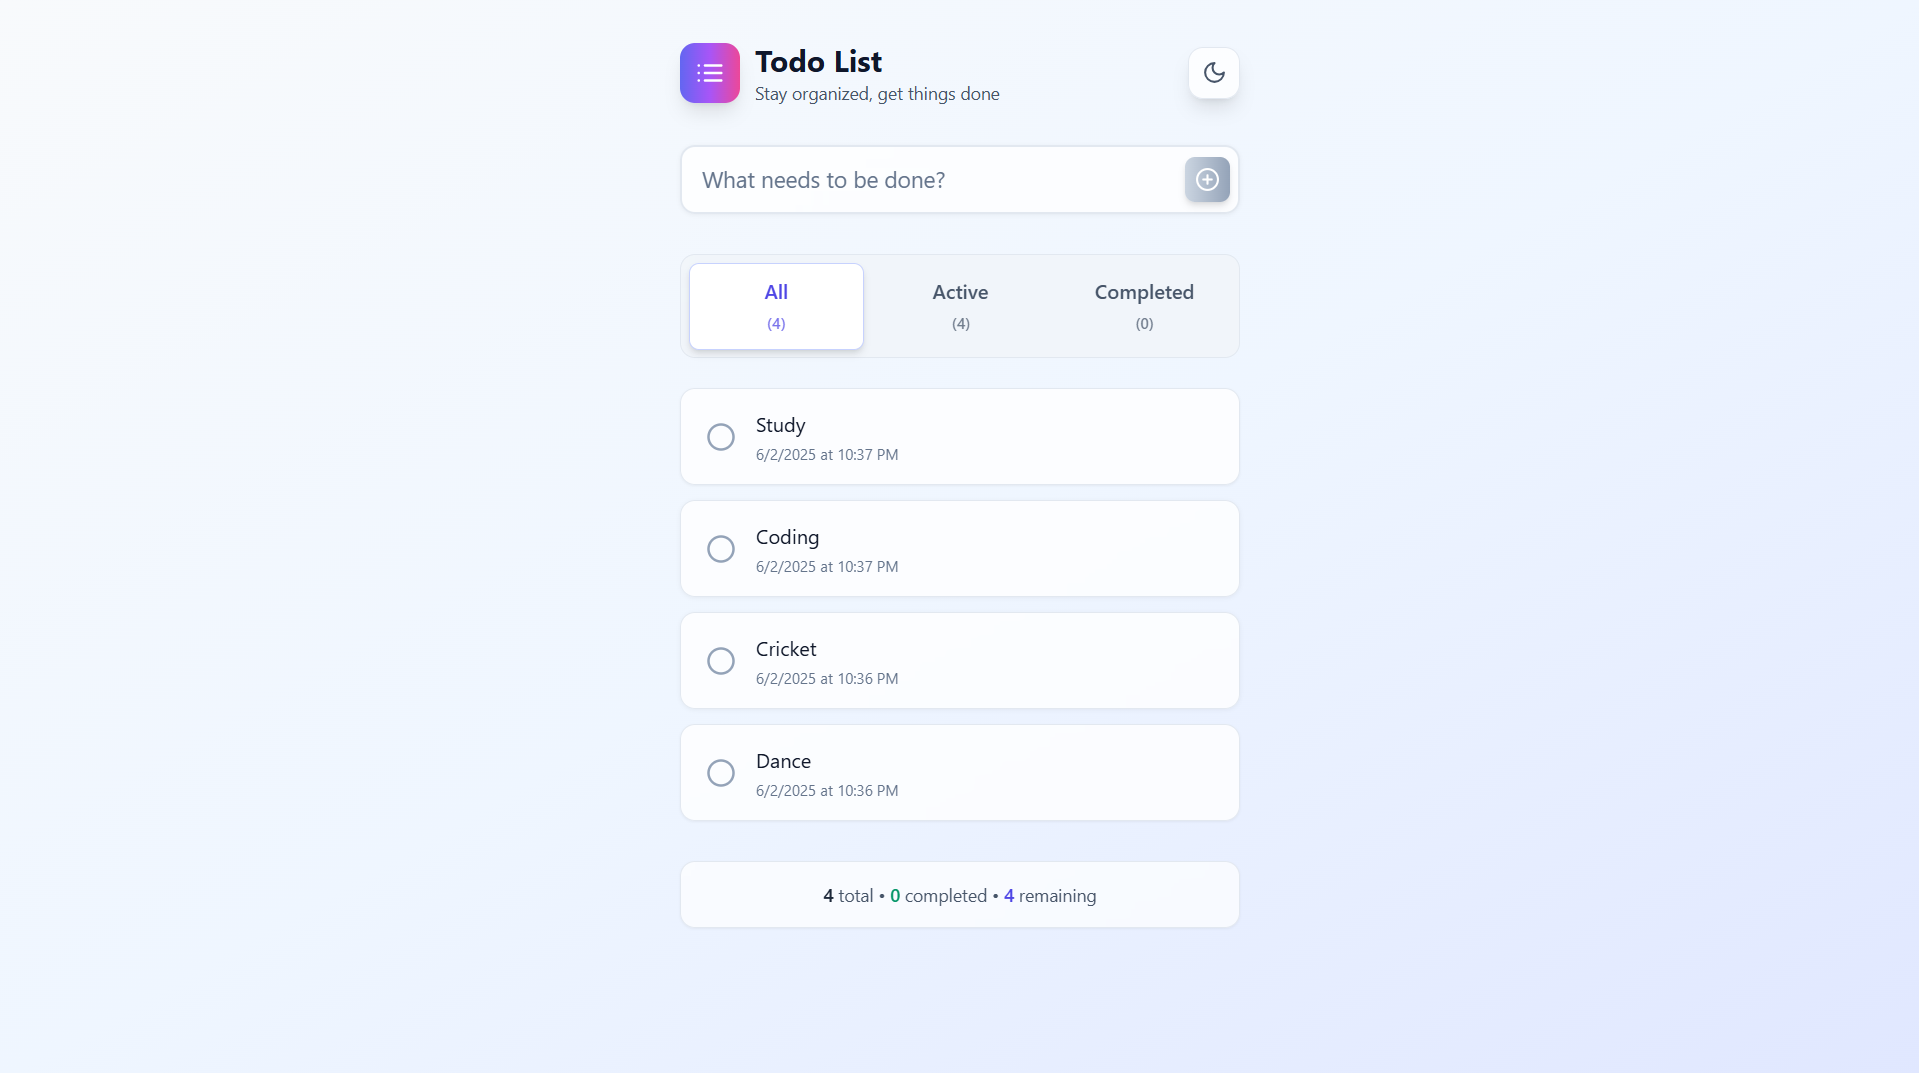 Todo List
Stay organized, get things done
What needs to be done?
All Active Completed
(4) (4) (0)
Study
6/2/2025 at 10:37 PM
Coding
6/2/2025 at 10:37 PM
Cricket
6/2/2025 at 10:36 PM
Dance
6/2/2025 at 10:36 PM
4 total • 0 completed • 4 remaining